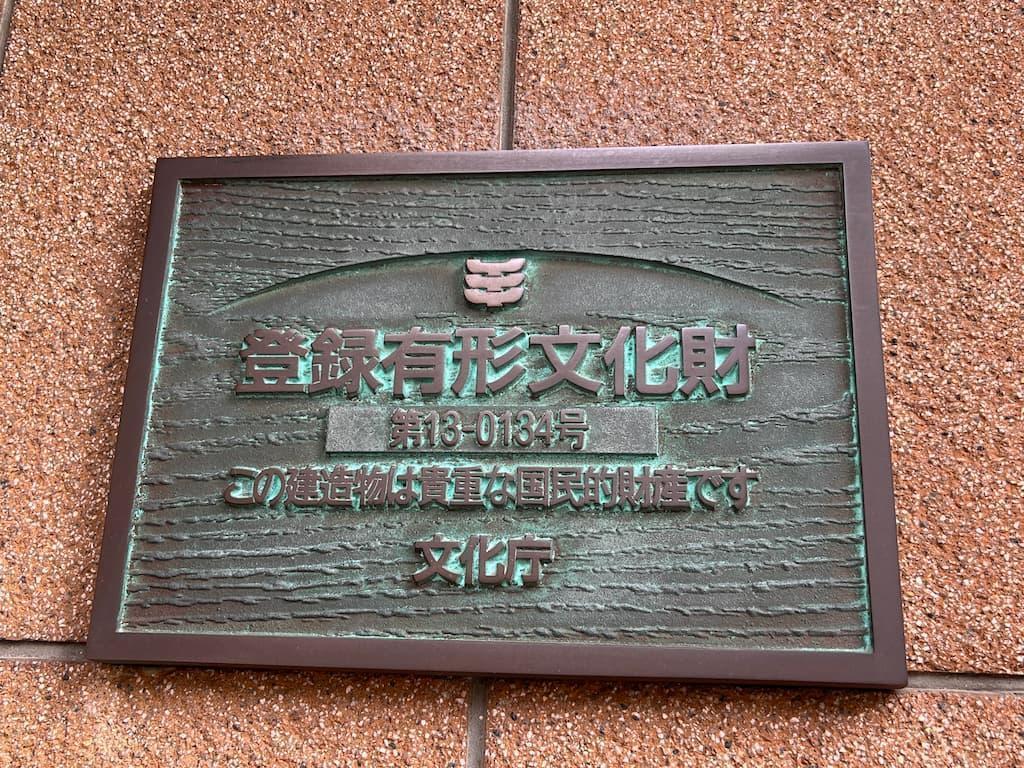 登録有形文化財
第13-0134号
この建造物は貴重な国民的財産です
文化庁